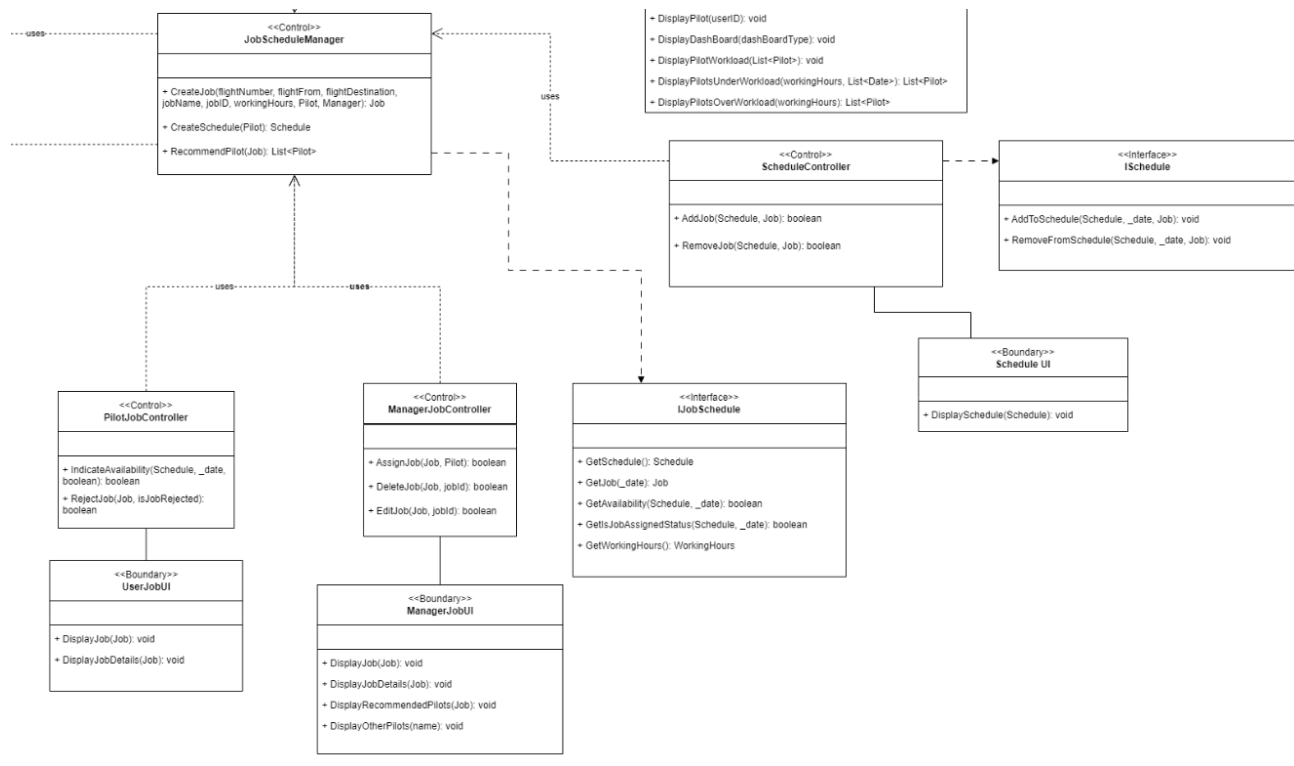 uses
<<Control>>
JobScheduleManager
+ CreateJob(flightNumber, flightFrom, flightDestination,
jobName, jobID, workingHours, Pilot, Manager): Job
+ CreateSchedule(Pilot): Schedule
+ RecommendPilot(Job): List<Pilot>
uses
+ DisplayPilot(userID): void
+ DisplayDashBoard(dashBoardType): void
+ DisplayPilotWorkload(List<Pilot>): void
+ DisplayPilotsUnderWorkload(workingHours, List<Date>): List<Pilot>
+ DisplayPilotsOverWorkload(workingHours): List<Pilot>
<<Control>>
ScheduleController
+ AddJob(Schedule, Job): boolean
+ RemoveJob(Schedule, Job): boolean
<<Interface>>
ISchedule
+ AddToSchedule(Schedule, _date, Job): void
+ RemoveFromSchedule(Schedule, _date, Job): void
uses
uses
<<Boundary>>
Schedule UI
+ DisplaySchedule(Schedule): void
<<Control>>
PilotJobController
+ IndicateAvailability(Schedule, _date,
boolean): boolean
+ RejectJob(Job, isJobRejected):
boolean
<<Control>>
ManagerJobController
+ AssignJob(Job, Pilot): boolean
+ DeleteJob(Job, jobId): boolean
+ EditJob(Job, jobId): boolean
<<Interface>>
IJobSchedule
+ GetSchedule(): Schedule
+ GetJob(_date): Job
+ GetAvailability(Schedule, _date): boolean
+ GetIsJobAssignedStatus(Schedule, _date): boolean
+ GetWorkingHours(): WorkingHours
<<Boundary>>
UserJobUI
+ DisplayJob(Job): void
+ DisplayJobDetails(Job): void
<<Boundary>>
ManagerJobUI
+ DisplayJob(Job): void
+ DisplayJobDetails(Job): void
+ DisplayRecommendedPilots(Job): void
+ DisplayOtherPilots(name): void